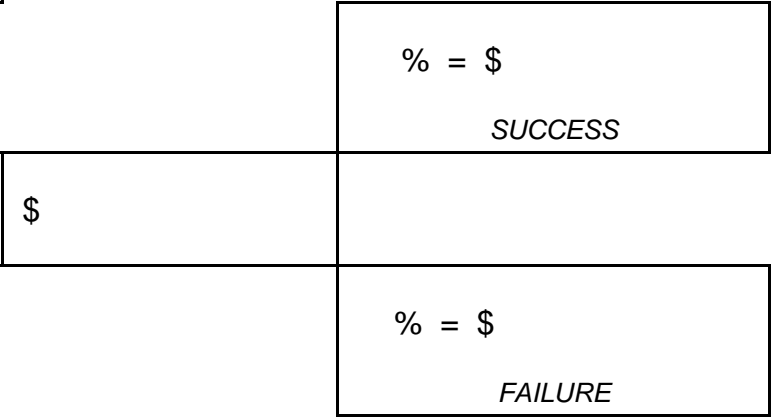 % = $
SUCCESS
$
% = $
FAILURE